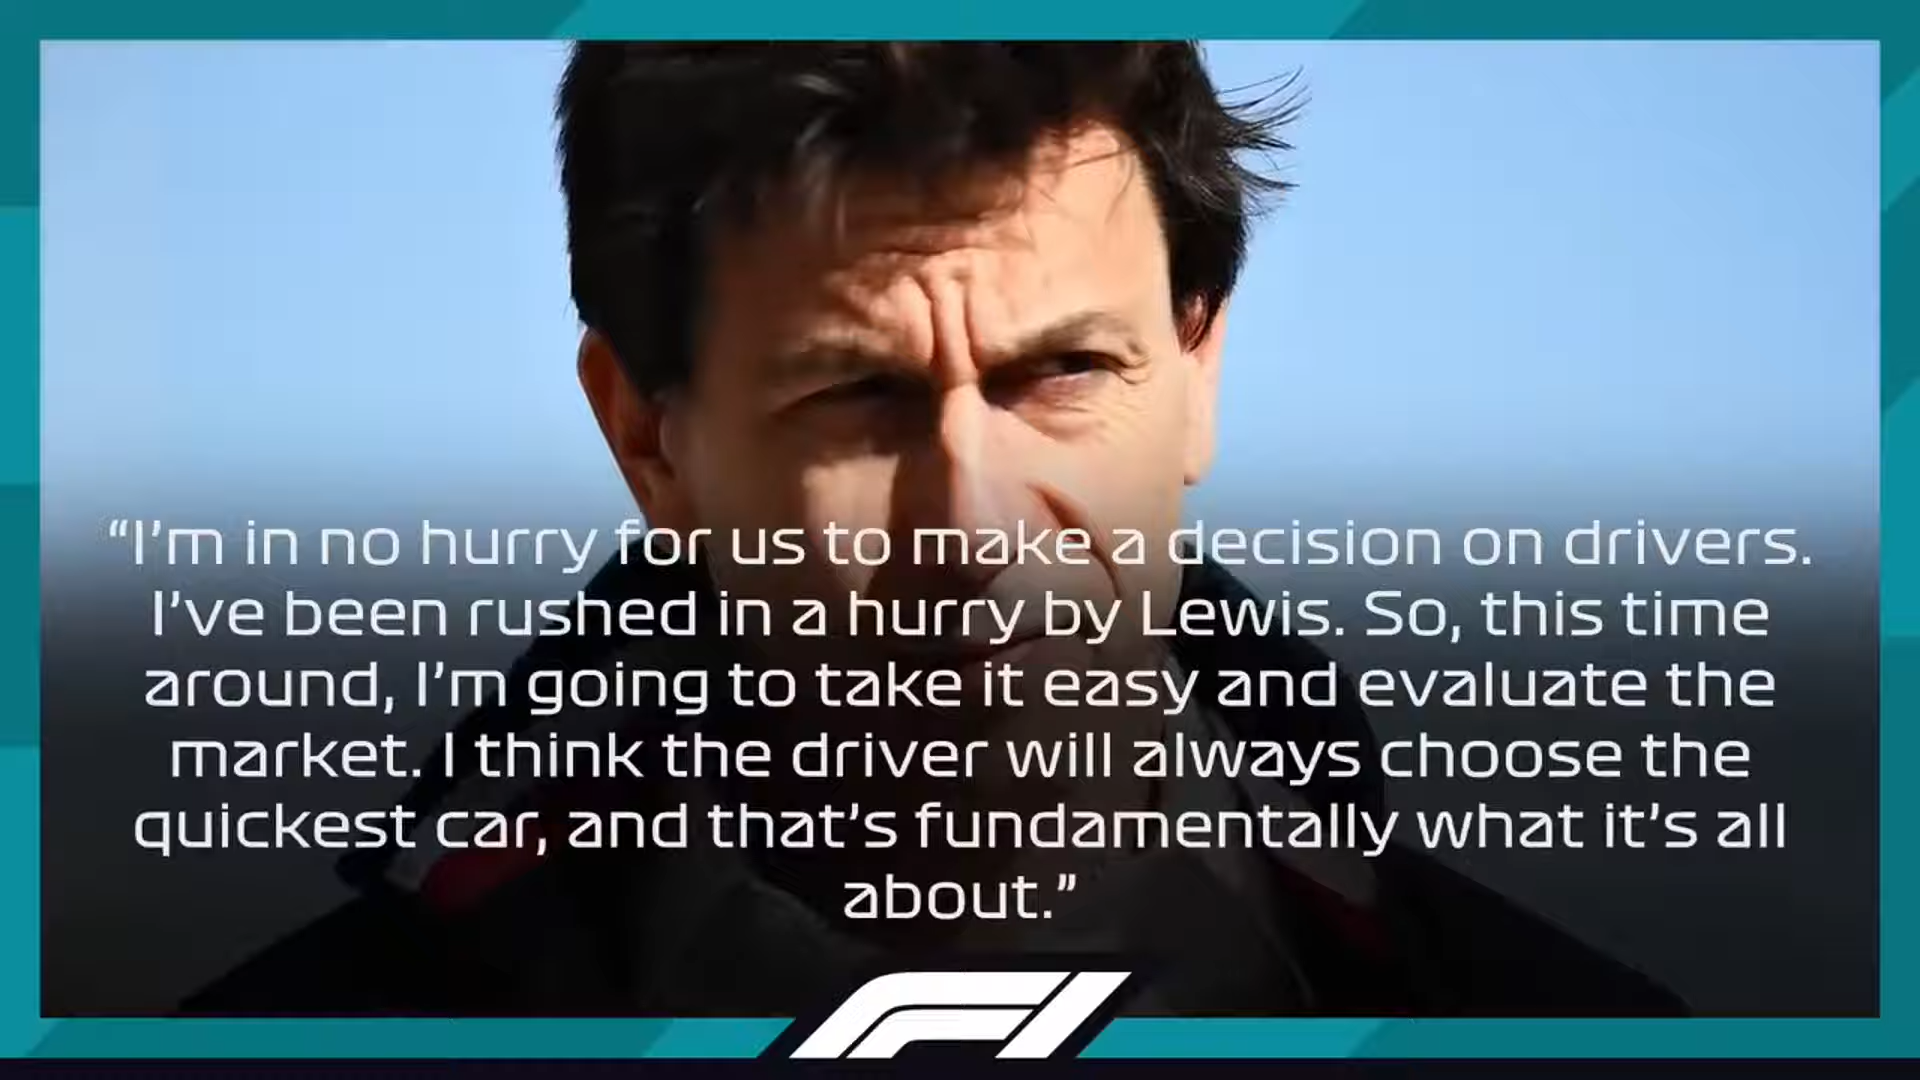 “I’m in no hurry for us to make a decision on drivers.
I’ve been rushed in a hurry by Lewis. So, this time
around, I’m going to take it easy and evaluate the
market. I think the driver will always choose the
quickest car, and that’s fundamentally what it’s all
about.”
F1